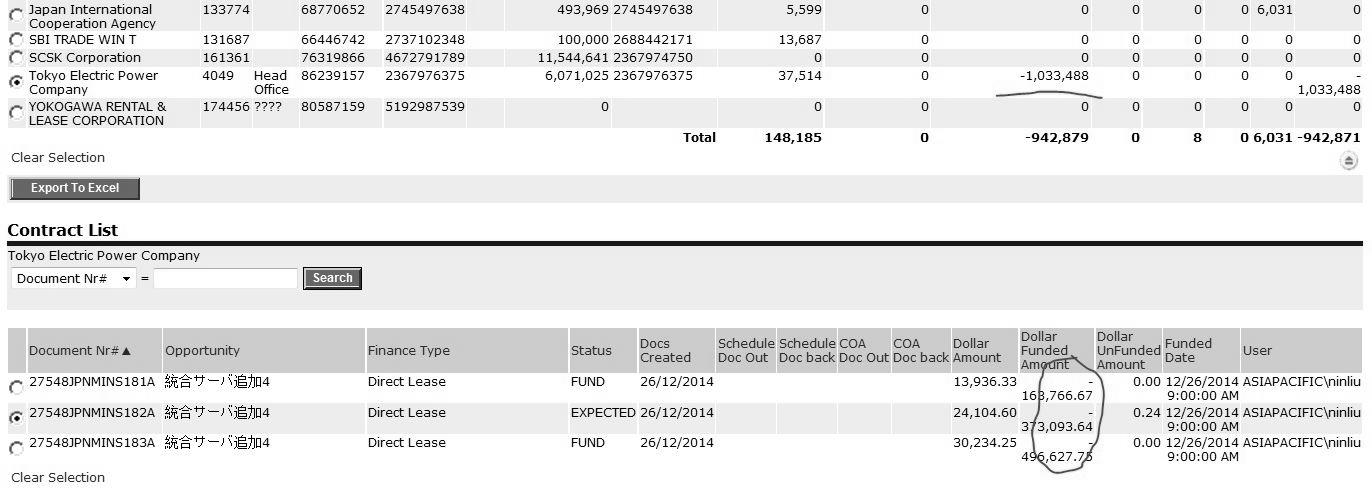 Japan International 133774 68770652 2745497638 493,969 2745497638 5,599 0 0 0 0 0 6,031 0
Cooperation Agency
SBI TRADE WIN T 131687 66446742 2737102348 100,000 2688442171 13,687 0 0 0 0 0 0 0
SCSK Corporation 161361 76319866 4672791789 11,544,641 2367974750 0 0 0 0 0 0 0 0
Tokyo Electric Power 4049 Head 86239157 2367976375 6,071,025 2367976375 37,514 0 -1,033,488 0 0 0 0 -
Company Office 1,033,488
YOKOGAWA RENTAL & 174456 ???? 80587159 5192987539 0 0 0 0 0 0 0 0 0
LEASE CORPORATION
Total 148,185 0 -942,879 0 8 0 6,031 -942,871
Clear Selection
Export To Excel
Contract List
Tokyo Electric Power Company
Document Nr# = Search
Document Nr#▲ Opportunity Finance Type Status Docs Created Schedule Doc Out Schedule Doc back COA Doc Out COA Doc back Dollar Amount Dollar Funded Amount Dollar UnFunded Amount Funded Date User
27548JPNMINS181A 統合サーバ追加4 Direct Lease FUND 26/12/2014 13,936.33 - 0.00 12/26/2014 ASIAPACIFIC\ninliu
163,766.67 9:00:00 AM
27548JPNMINS182A 統合サーバ追加4 Direct Lease EXPECTED 26/12/2014 24,104.60 - 0.24 12/26/2014 ASIAPACIFIC\ninliu
373,093.64 9:00:00 AM
27548JPNMINS183A 統合サーバ追加4 Direct Lease FUND 26/12/2014 30,234.25 - 0.00 12/26/2014 ASIAPACIFIC\ninliu
496,627.75 9:00:00 AM
Clear Selection